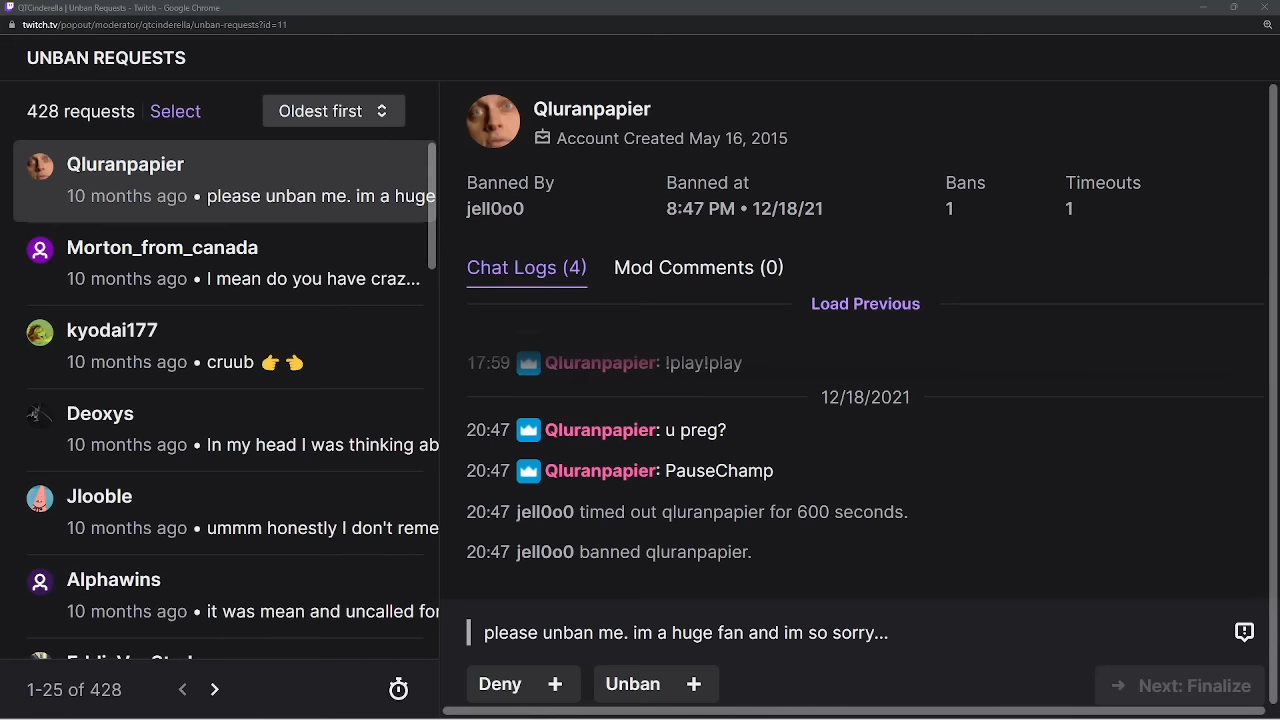 QTCinderella | Unban Requests - Twitch - Google Chrome
twitch.tv/popout/moderator/qtcinderella/unban-requests?id=11
UNBAN REQUESTS
428 requests Select Oldest first
Qluranpapier
10 months ago • please unban me. im a huge
Morton_from_canada
10 months ago • I mean do you have craz...
kyodai177
10 months ago • cruub 👉 👈
Deoxys
10 months ago • In my head I was thinking ab
Jlooble
10 months ago • ummm honestly I don't reme
Alphawins
10 months ago • it was mean and uncalled for
1-25 of 428
Qluranpapier
Account Created May 16, 2015
Banned By Banned at Bans Timeouts
jell0o0 8:47 PM • 12/18/21 1 1
Chat Logs (4) Mod Comments (0)
Load Previous
17:59 Qluranpapier: !play!play
12/18/2021
20:47 Qluranpapier: u preg?
20:47 Qluranpapier: PauseChamp
20:47 jell0o0 timed out qluranpapier for 600 seconds.
20:47 jell0o0 banned qluranpapier.
please unban me. im a huge fan and im so sorry...
Deny + Unban + → Next: Finalize